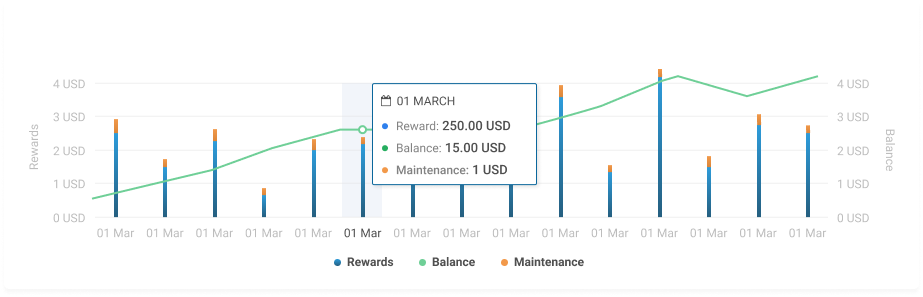 4 USD
3 USD
2 USD
1 USD
0 USD
Rewards
4 USD
3 USD
2 USD
1 USD
0 USD
Balance
01 MARCH
Reward: 250.00 USD
Balance: 15.00 USD
Maintenance: 1 USD
01 Mar 01 Mar 01 Mar 01 Mar 01 Mar 01 Mar 01 Mar 01 Mar 01 Mar 01 Mar 01 Mar 01 Mar 01 Mar 01 Mar 01 Mar
Rewards Balance Maintenance